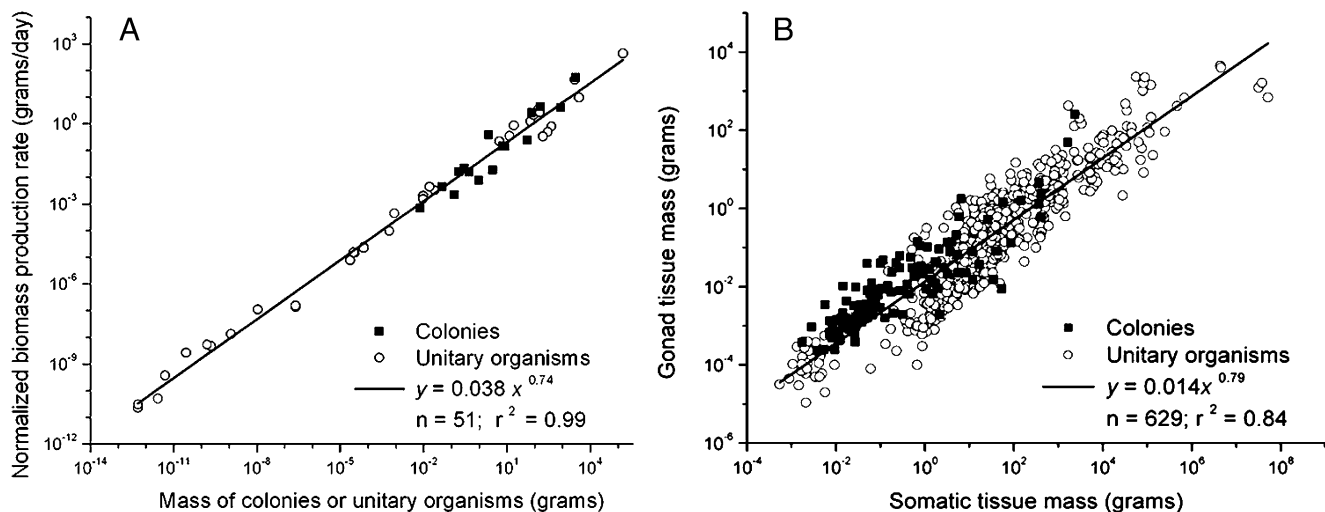 A
Normalized biomass production rate (grams/day)
10^3
10^0
10^-3
10^-6
10^-9
10^-12
■ Colonies
○ Unitary organisms
— y = 0.038 x^0.74
n = 51; r^2 = 0.99
10^-14 10^-11 10^-8 10^-5 10^-2 10^1 10^4
Mass of colonies or unitary organisms (grams)
B
Gonad tissue mass (grams)
10^4
10^2
10^0
10^-2
10^-4
10^-6
■ Colonies
○ Unitary organisms
— y = 0.014x^0.79
n = 629; r^2 = 0.84
10^-4 10^-2 10^0 10^2 10^4 10^6 10^8
Somatic tissue mass (grams)